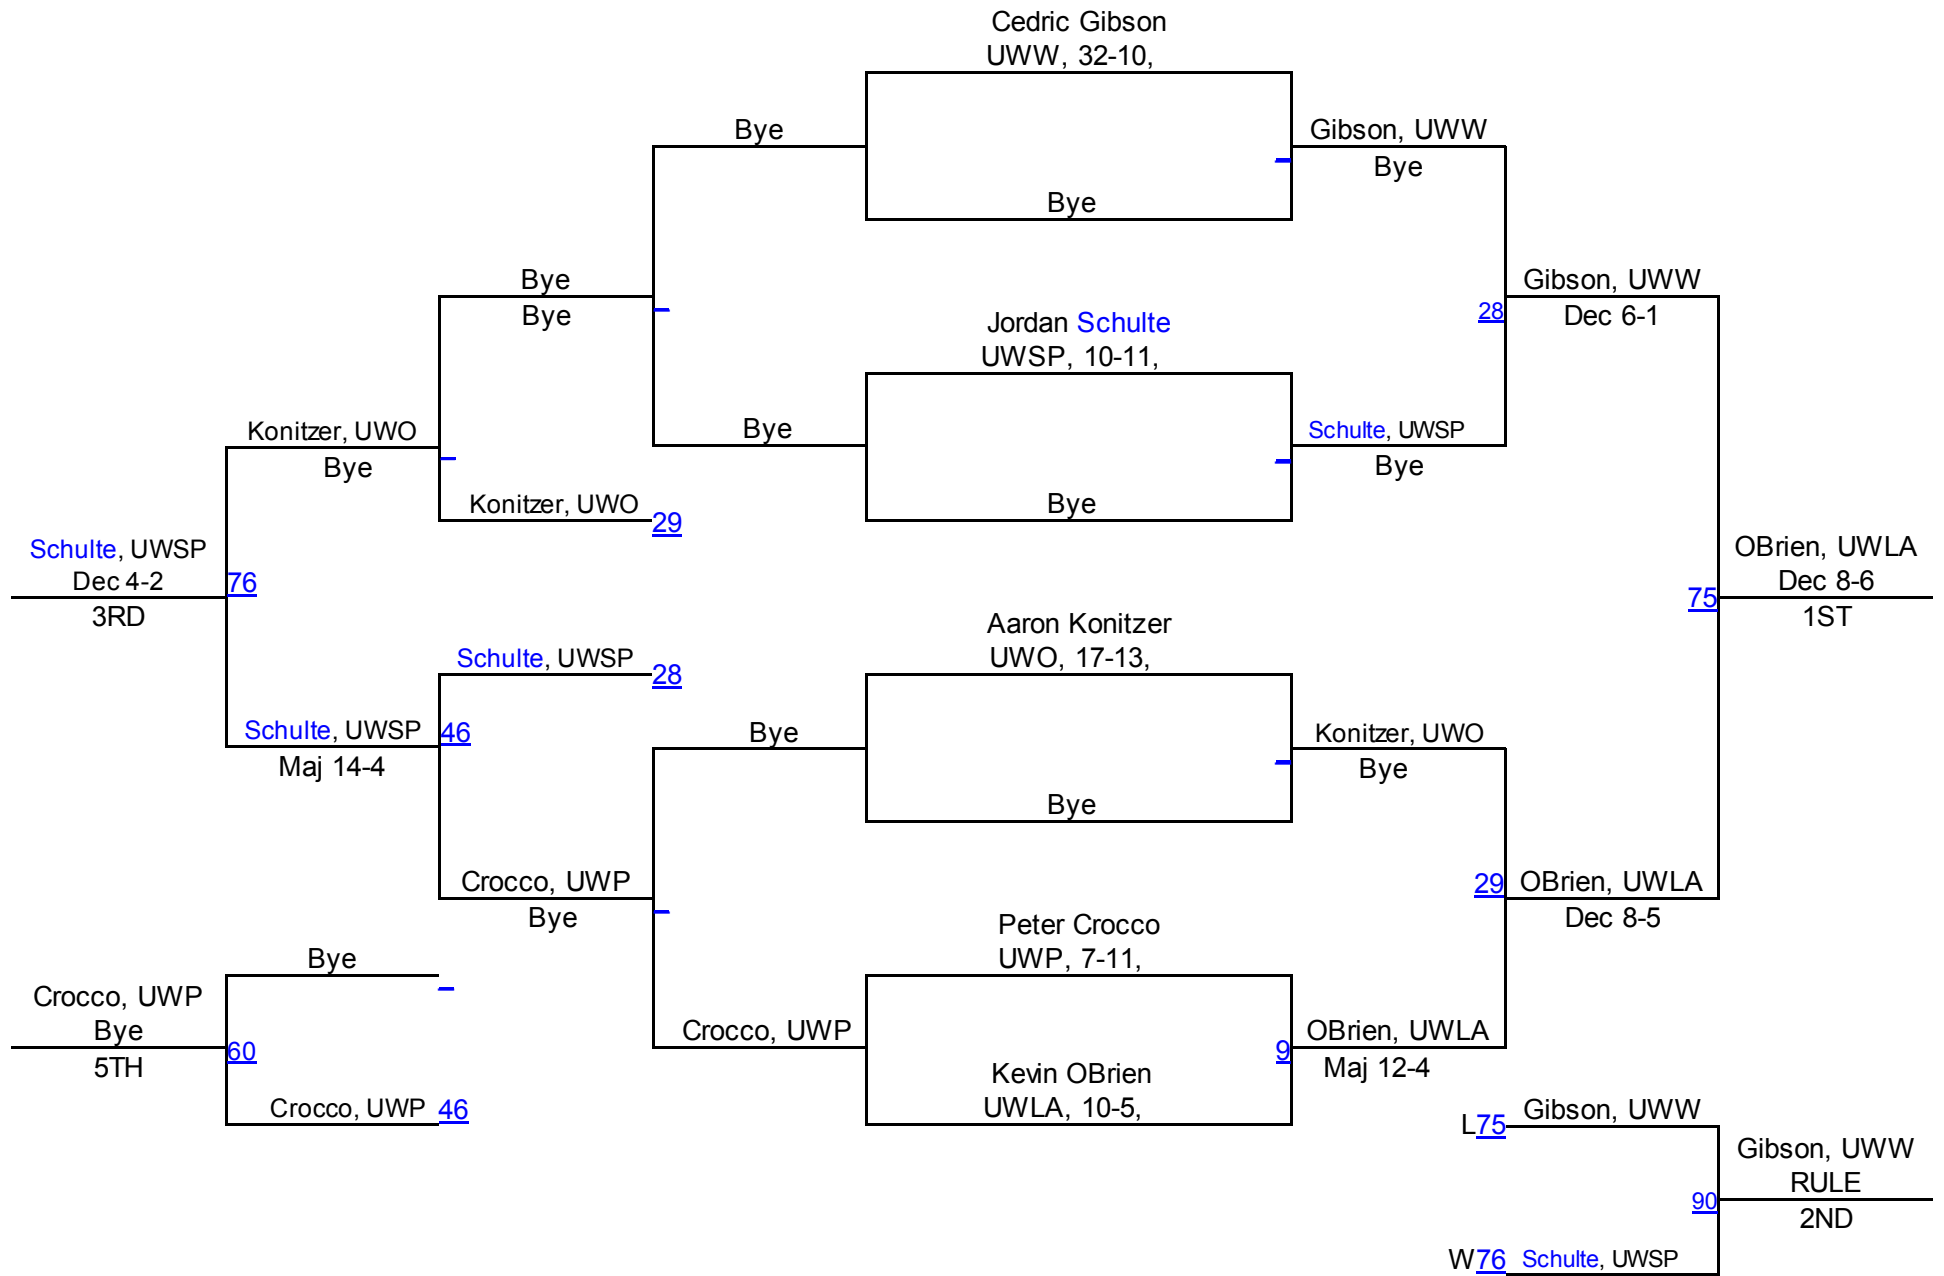 Cedric Gibson
UWW, 32-10,
Bye
Gibson, UWW
Bye
Bye
Bye
Bye
Gibson, UWW
28
Dec 6-1
Jordan Schulte
UWSP, 10-11,
Bye
Schulte, UWSP
Bye
Konitzer, UWO
Bye
Konitzer, UWO
29
Bye
Schulte, UWSP
Dec 4-2
76
3RD
OBrien, UWLA
Dec 8-6
75
1ST
Aaron Konitzer
UWO, 17-13,
Schulte, UWSP
28
Schulte, UWSP
46
Maj 14-4
Bye
Konitzer, UWO
Bye
Bye
Crocco, UWP
Bye
29
OBrien, UWLA
Dec 8-5
Peter Crocco
UWP, 7-11,
Bye
Crocco, UWP
Bye
60
5TH
Crocco, UWP
9
OBrien, UWLA
Maj 12-4
Kevin OBrien
UWLA, 10-5,
Crocco, UWP
46
L75
Gibson, UWW
Gibson, UWW
RULE
90
2ND
W76
Schulte, UWSP